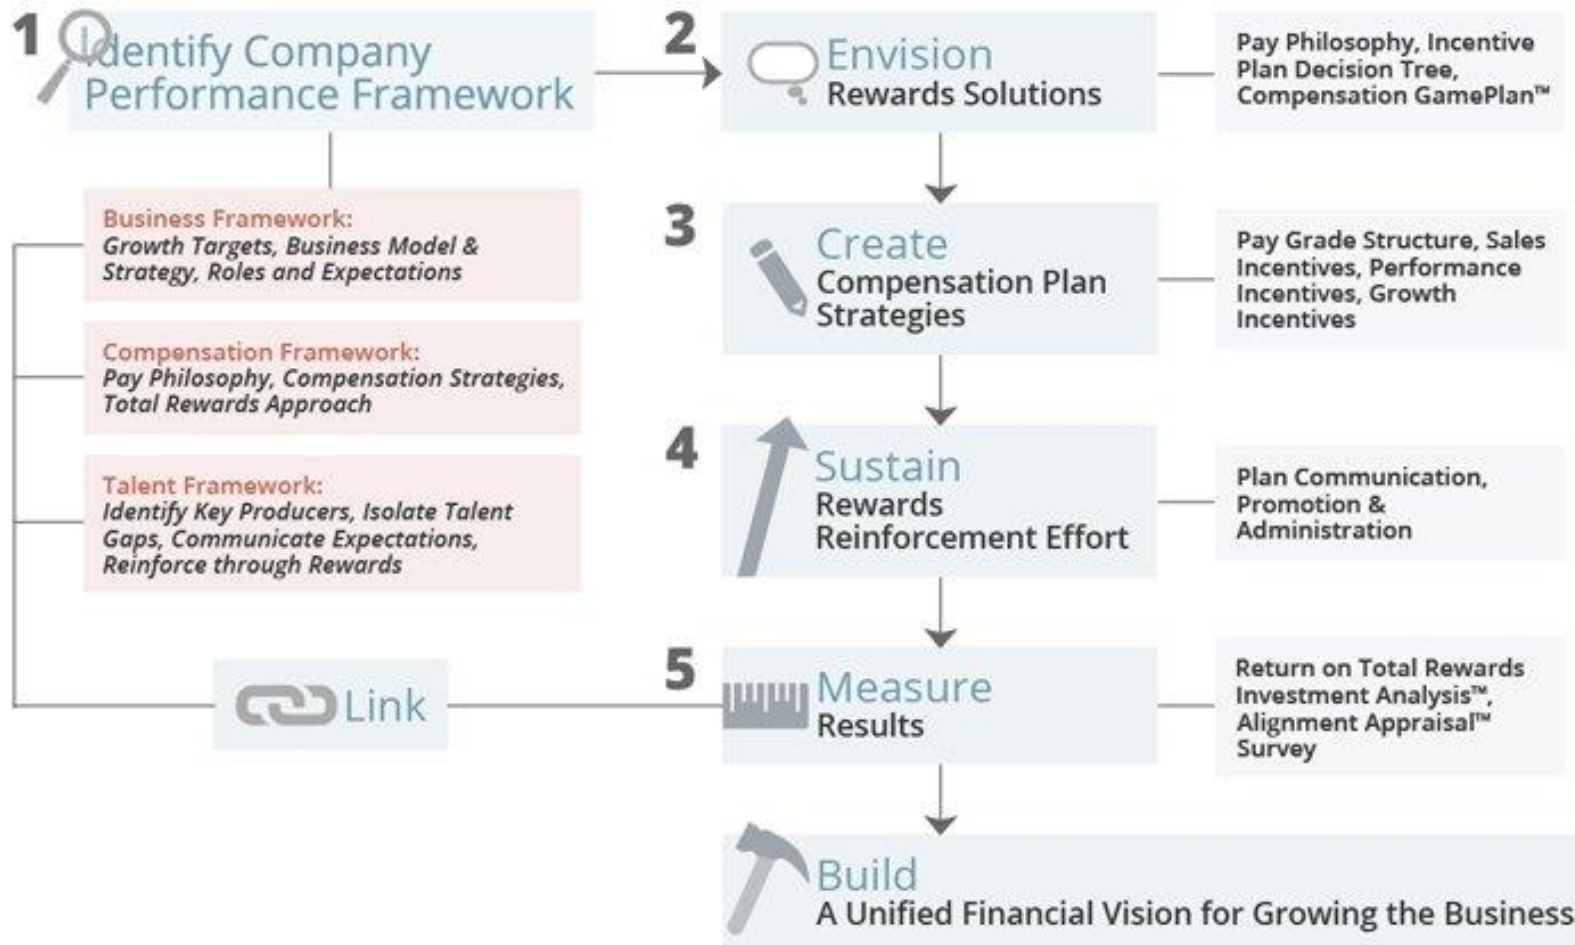 1
Identify Company
Performance Framework
Business Framework:
Growth Targets, Business Model &
Strategy, Roles and Expectations
Compensation Framework:
Pay Philosophy, Compensation Strategies,
Total Rewards Approach
Talent Framework:
Identify Key Producers, Isolate Talent
Gaps, Communicate Expectations,
Reinforce through Rewards
Link
2
Envision
Rewards Solutions
Pay Philosophy, Incentive
Plan Decision Tree,
Compensation GamePlan™
3
Create
Compensation Plan
Strategies
Pay Grade Structure, Sales
Incentives, Performance
Incentives, Growth
Incentives
4
Sustain
Rewards
Reinforcement Effort
Plan Communication,
Promotion &
Administration
5
Measure
Results
Return on Total Rewards
Investment Analysis™,
Alignment Appraisal™
Survey
Build
A Unified Financial Vision for Growing the Business